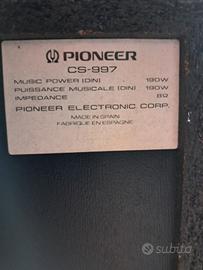 PIONEER
CS-997
MUSIC POWER (DIN) 190W
PUISSANCE MUSICALE (DIN) 190W
IMPEDANCE 8Ω
PIONEER ELECTRONIC CORP.
MADE IN SPAIN
FABRIQUE EN ESPAGNE
subito